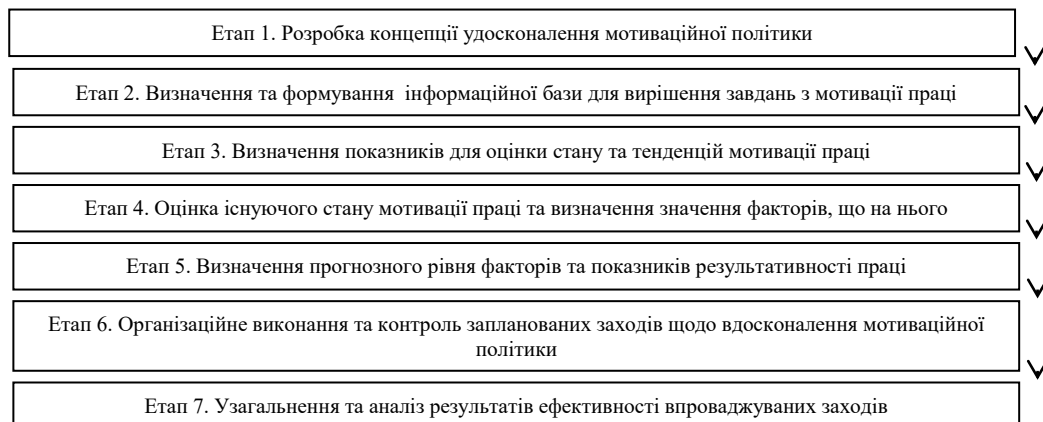 Етап 1. Розробка концепції удосконалення мотиваційної політики
Етап 2. Визначення та формування інформаційної бази для вирішення завдань з мотивації праці
Етап 3. Визначення показників для оцінки стану та тенденцій мотивації праці
Етап 4. Оцінка існуючого стану мотивації праці та визначення значення факторів, що на нього
Етап 5. Визначення прогнозного рівня факторів та показників результативності праці
Етап 6. Організаційне виконання та контроль запланованих заходів щодо вдосконалення мотиваційної
політики
Етап 7. Узагальнення та аналіз результатів ефективності впроваджуваних заходів